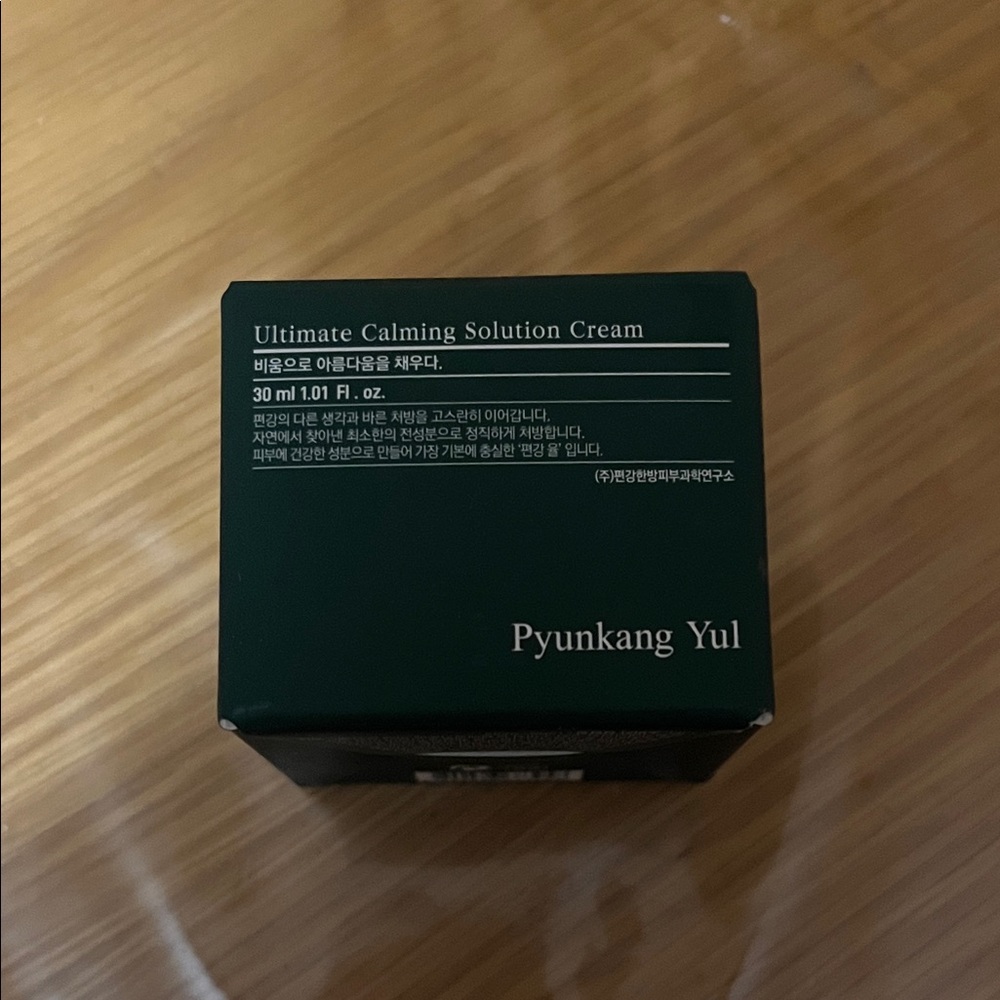 Ultimate Calming Solution Cream
비움으로 아름다움을 채우다.
30 ml 1.01 Fl . oz.
편강의 다른 생각과 바른 처방을 고스란히 이어갑니다.
자연에서 찾아낸 최소한의 전성분으로 정직하게 처방합니다.
피부에 건강한 성분으로 만들어 가장 기본에 충실한 '편강 율' 입니다.
(주)편강한방피부과학연구소
Pyunkang Yul